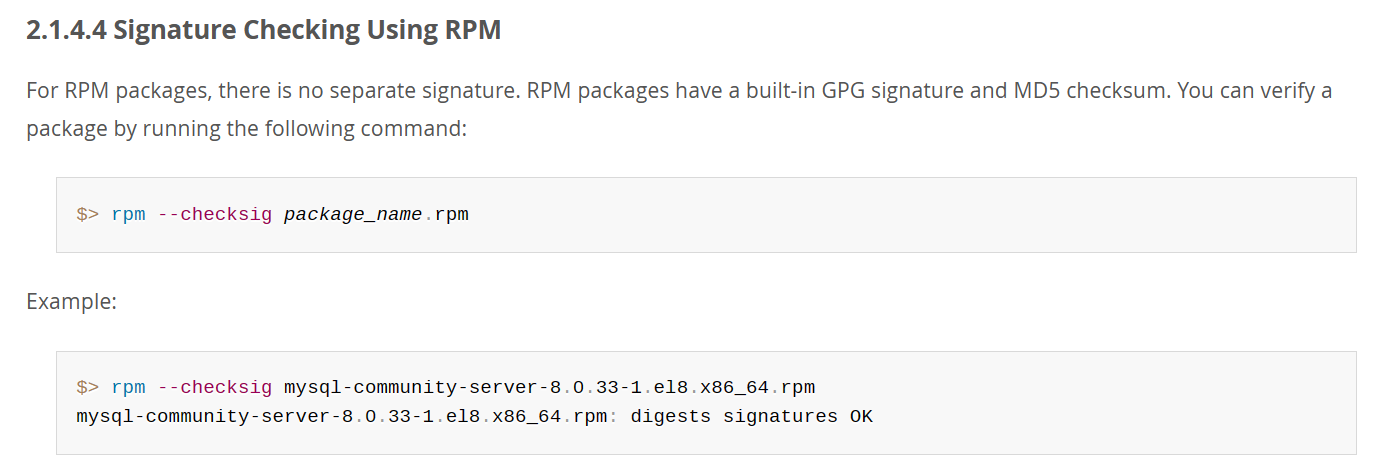 2.1.4.4 Signature Checking Using RPM
For RPM packages, there is no separate signature. RPM packages have a built-in GPG signature and MD5 checksum. You can verify a
package by running the following command:
$> rpm --checksig package_name.rpm
Example:
$> rpm --checksig mysql-community-server-8.0.33-1.el8.x86_64.rpm
mysql-community-server-8.0.33-1.el8.x86_64.rpm: digests signatures OK